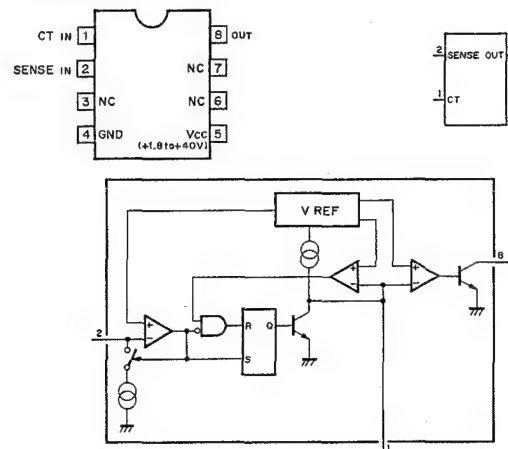 CT IN 1 8 OUT
SENSE IN 2 NC 7
3 NC NC 6
4 GND VCC 5
(+1.8 to +40V)
2 SENSE OUT
1 CT
V REF
+ + +
- - 8
2 + R Q
- S
1